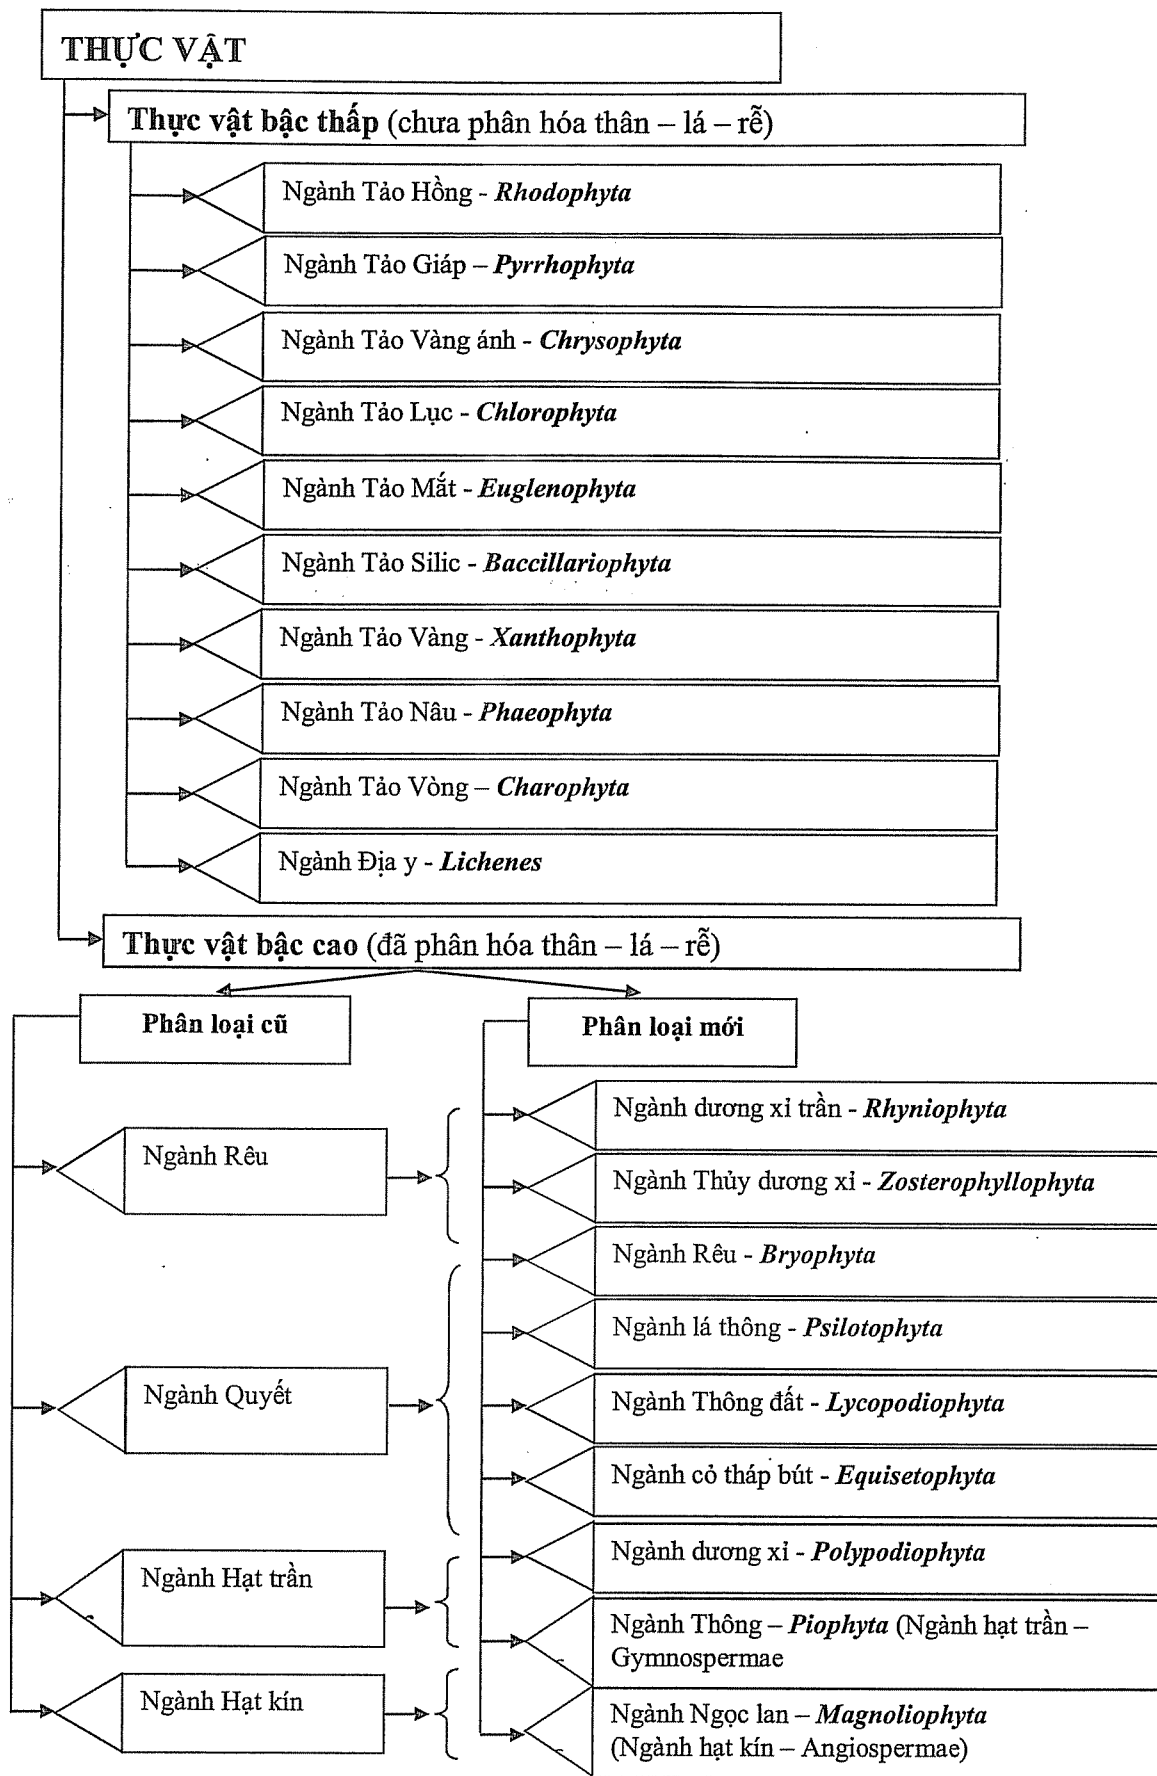 THỰC VẬT
Thực vật bậc thấp (chưa phân hóa thân – lá – rễ)
Ngành Tảo Hồng - Rhodophyta
Ngành Tảo Giáp – Pyrrhophyta
Ngành Tảo Vàng ánh - Chrysophyta
Ngành Tảo Lục - Chlorophyta
Ngành Tảo Mắt - Euglenophyta
Ngành Tảo Silic - Baccillariophyta
Ngành Tảo Vàng - Xanthophyta
Ngành Tảo Nâu - Phaeophyta
Ngành Tảo Vòng – Charophyta
Ngành Địa y - Lichenes
Thực vật bậc cao (đã phân hóa thân – lá – rễ)
Phân loại cũ
Ngành Rêu
Ngành Quyết
Ngành Hạt trần
Ngành Hạt kín
Phân loại mới
Ngành dương xỉ trần - Rhyniophyta
Ngành Thủy dương xỉ - Zosterophyllophyta
Ngành Rêu - Bryophyta
Ngành lá thông - Psilotophyta
Ngành Thông đất - Lycopodiophyta
Ngành cỏ tháp bút - Equisetophyta
Ngành dương xỉ - Polypodiophyta
Ngành Thông – Piophyta (Ngành hạt trần –
Gymnospermae
Ngành Ngọc lan – Magnoliophyta
(Ngành hạt kín – Angiospermae)